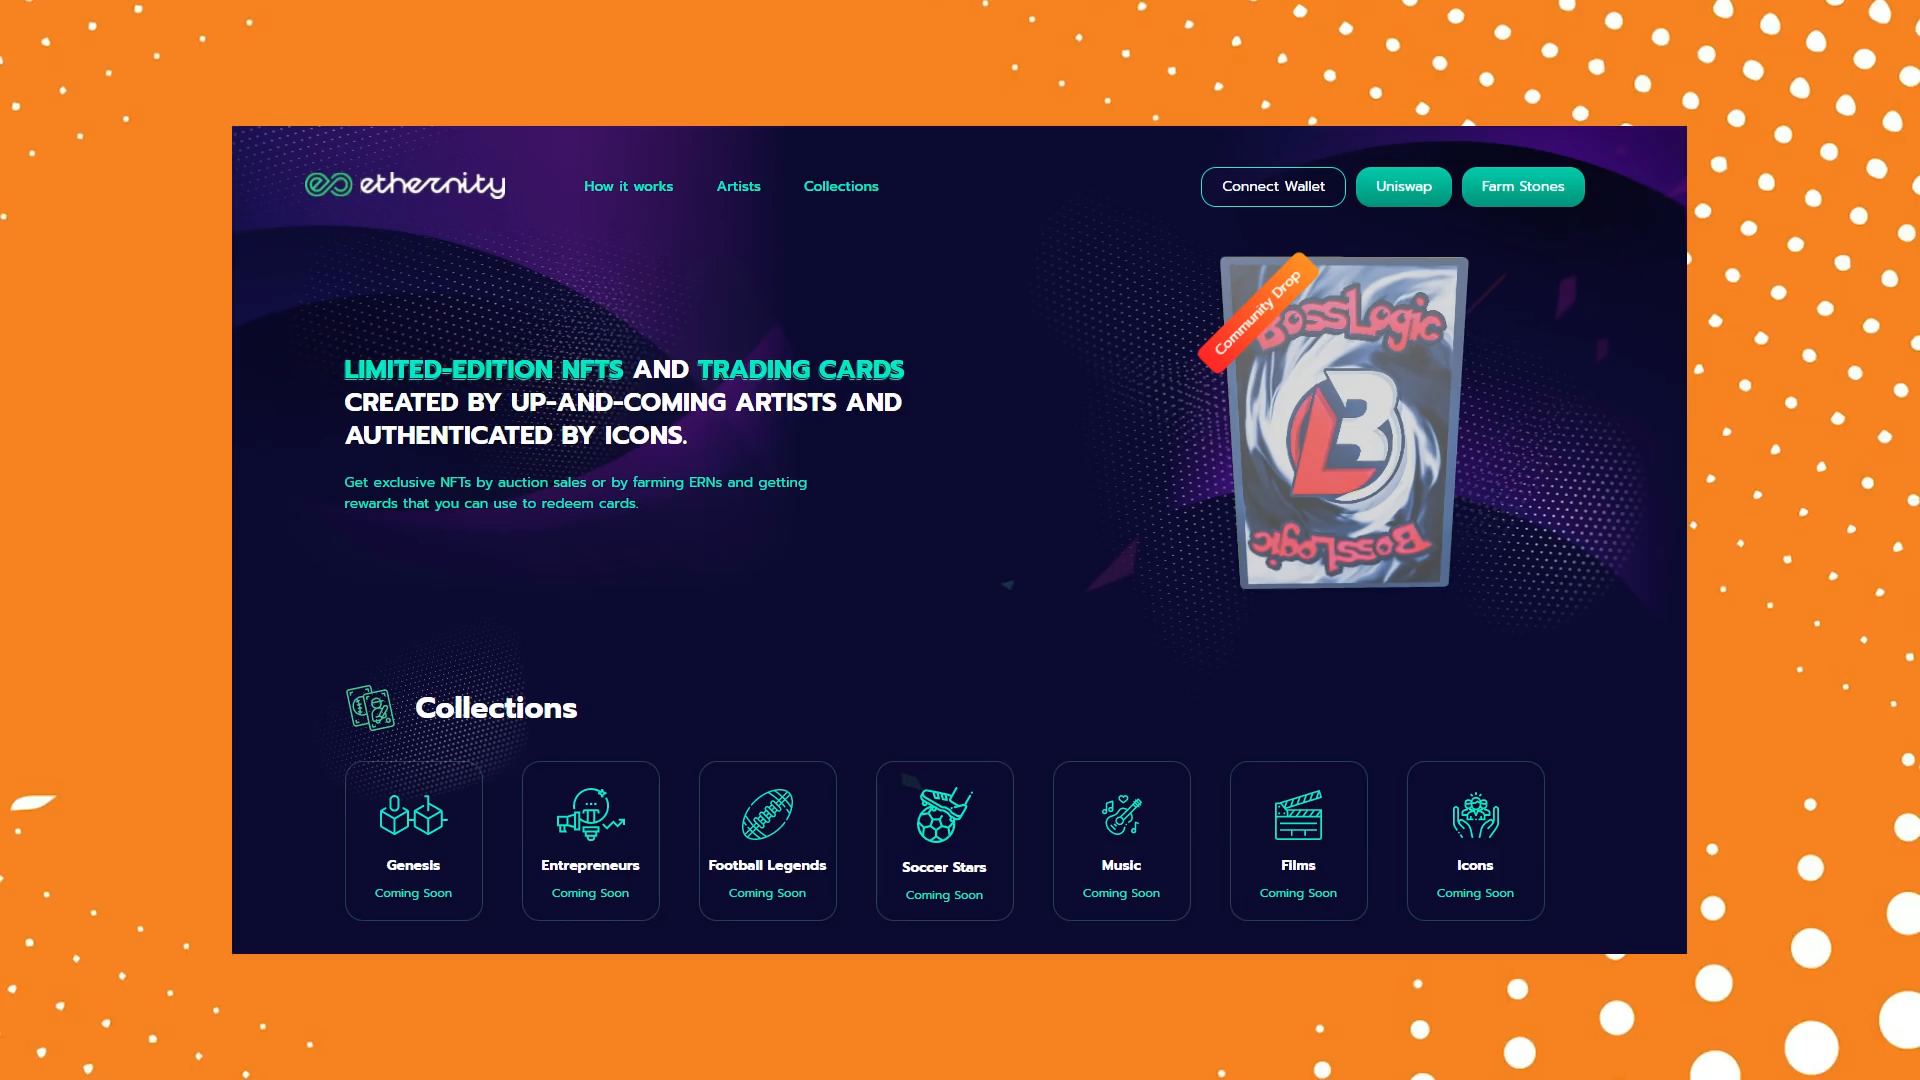 ethernity
How it works
Artists
Collections
Connect Wallet
Uniswap
Farm Stones
Community Drop
BossLogic
BL
BossLogic
LIMITED-EDITION NFTS AND TRADING CARDS
CREATED BY UP-AND-COMING ARTISTS AND
AUTHENTICATED BY ICONS.
Get exclusive NFTs by auction sales or by farming ERNs and getting
rewards that you can use to redeem cards.
Collections
Genesis
Coming Soon
Entrepreneurs
Coming Soon
Football Legends
Coming Soon
Soccer Stars
Coming Soon
Music
Coming Soon
Films
Coming Soon
Icons
Coming Soon